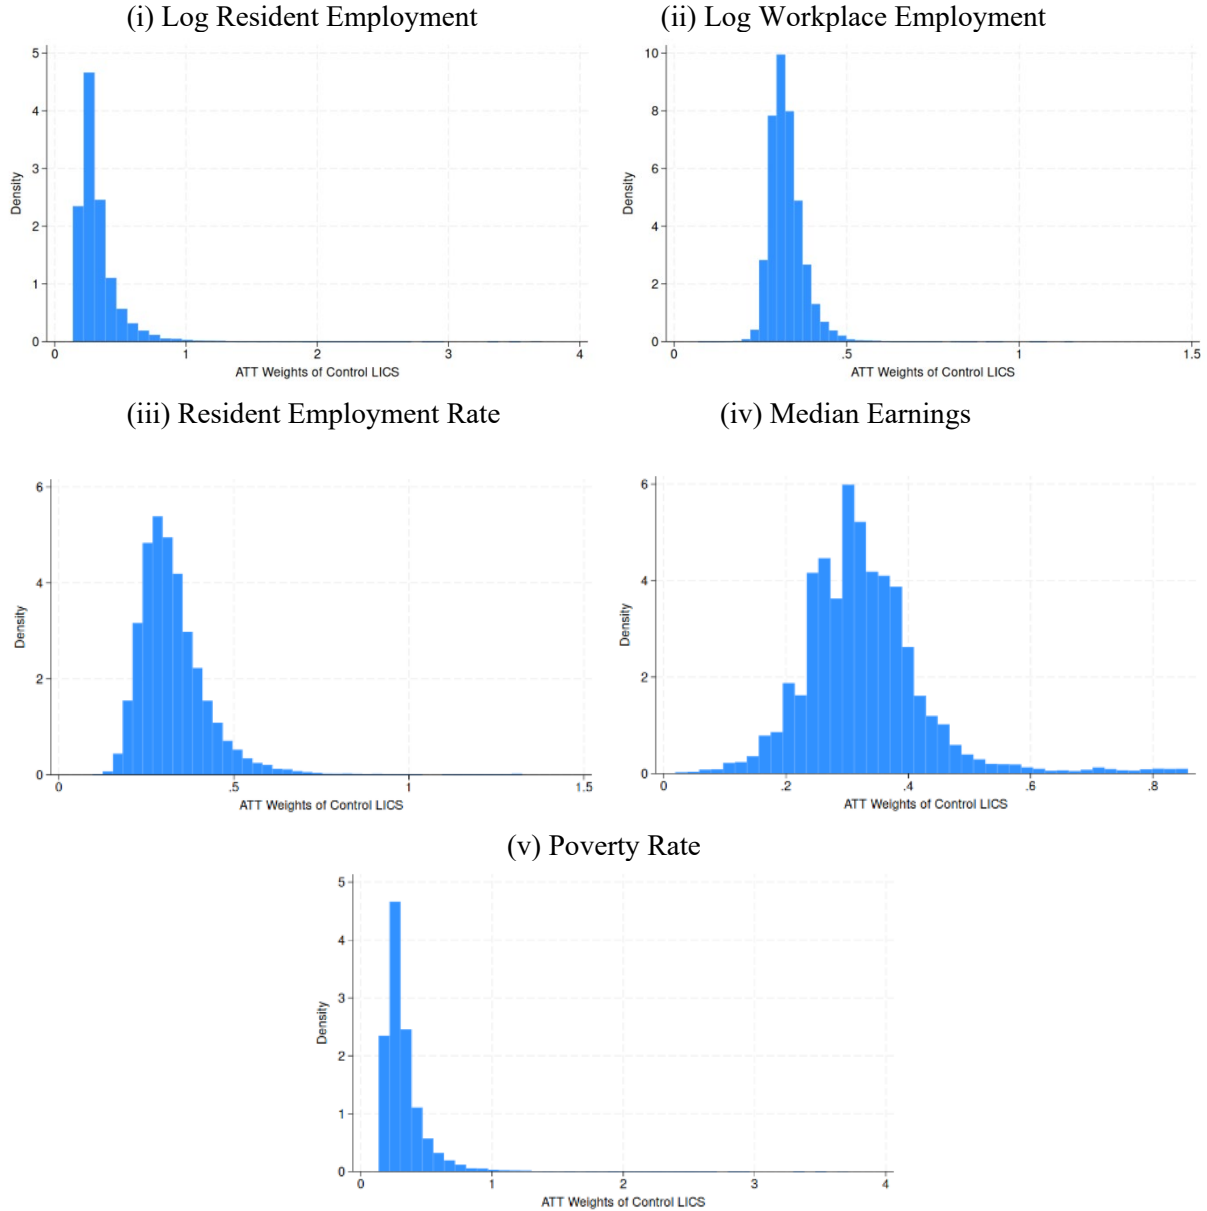 (i) Log Resident Employment
5
4
3
2
1
0
Density
0 1 2 3 4
ATT Weights of Control LICS
(ii) Log Workplace Employment
10
8
6
4
2
0
Density
0 .5 1 1.5
ATT Weights of Control LICS
(iii) Resident Employment Rate
6
4
2
0
Density
0 .5 1 1.5
ATT Weights of Control LICS
(iv) Median Earnings
6
4
2
0
Density
0 .2 .4 .6 .8
ATT Weights of Control LICS
(v) Poverty Rate
5
4
3
2
1
0
Density
0 1 2 3 4
ATT Weights of Control LICS